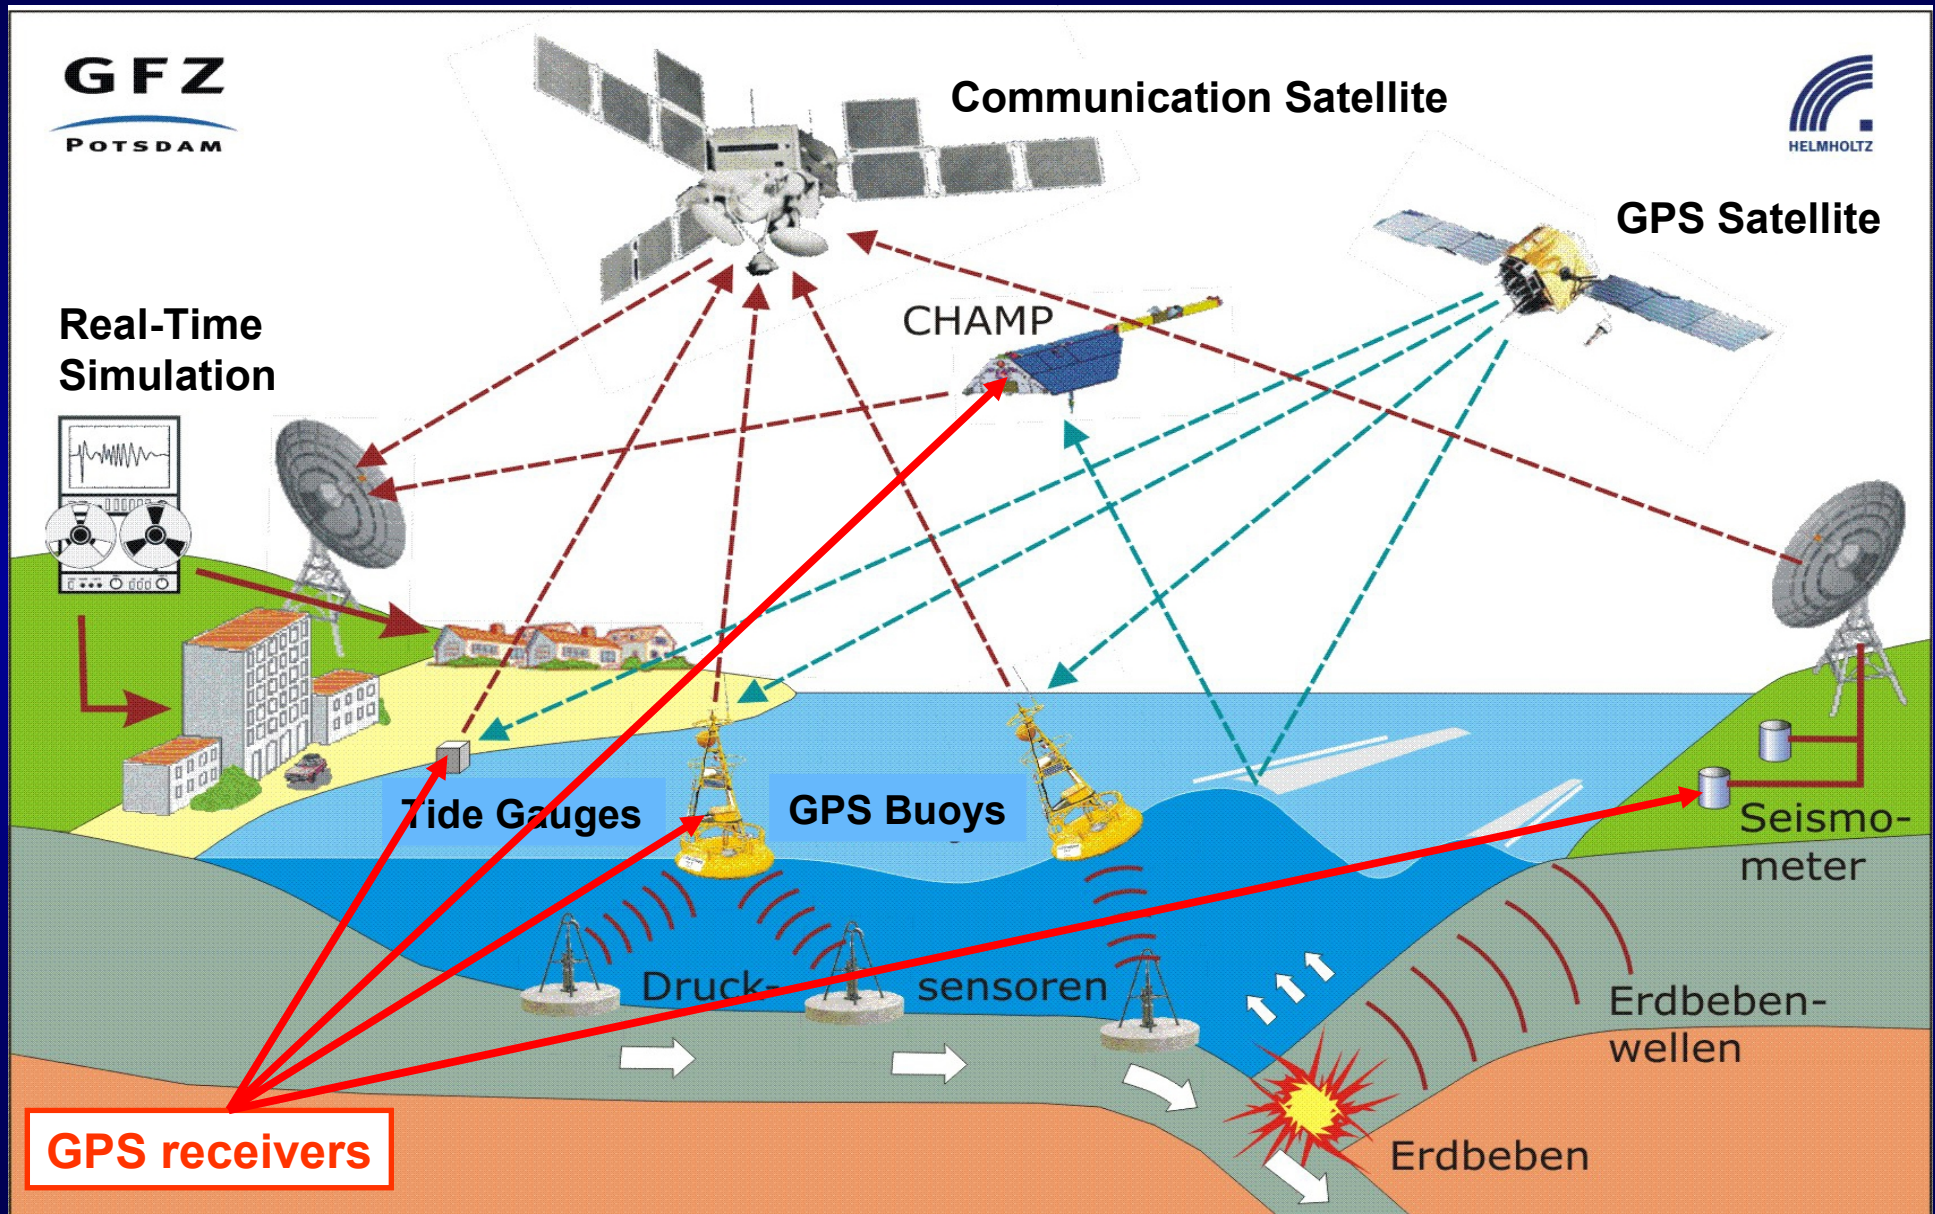 GFZ
POTSDAM
Communication Satellite
HELMHOLTZ
GPS Satellite
CHAMP
Real-Time
Simulation
Tide Gauges
GPS Buoys
Seismo-
meter
Druck-
sensoren
Erdbeben-
wellen
GPS receivers
Erdbeben